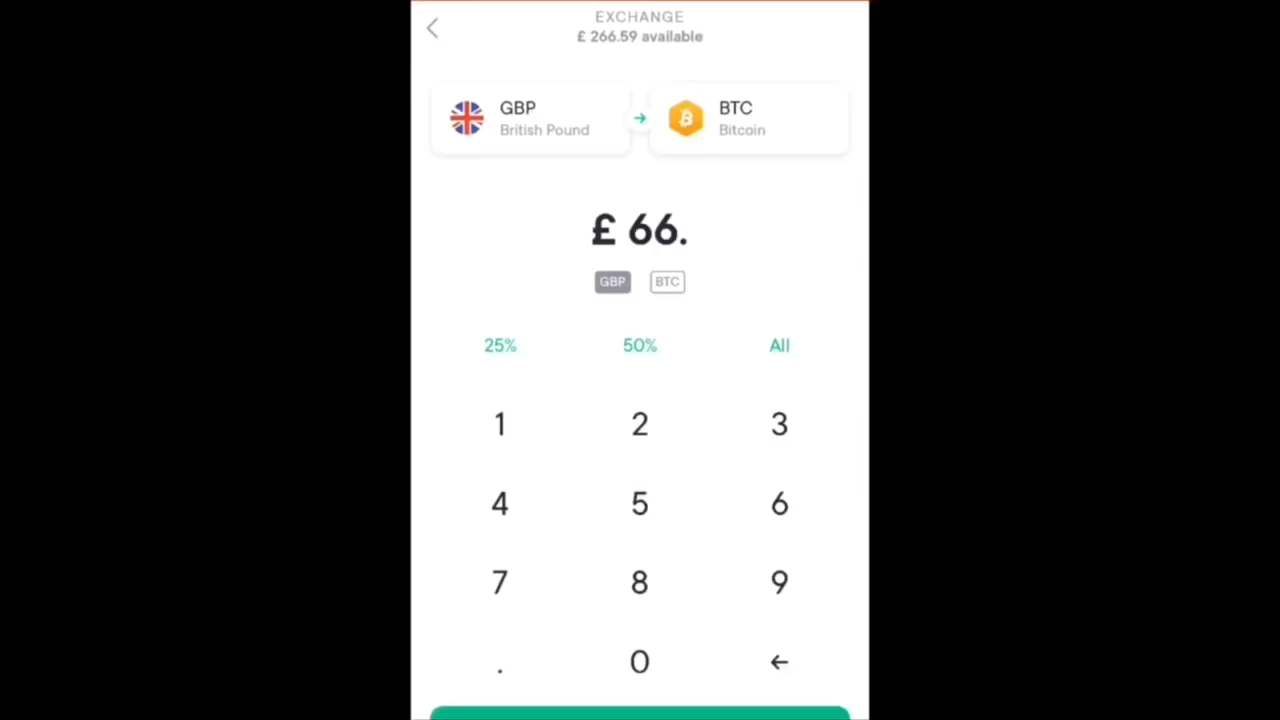 EXCHANGE
£ 266.59 available
GBP
British Pound
BTC
Bitcoin
£ 66.
GBP BTC
25% 50% All
1 2 3
4 5 6
7 8 9
. 0 ←